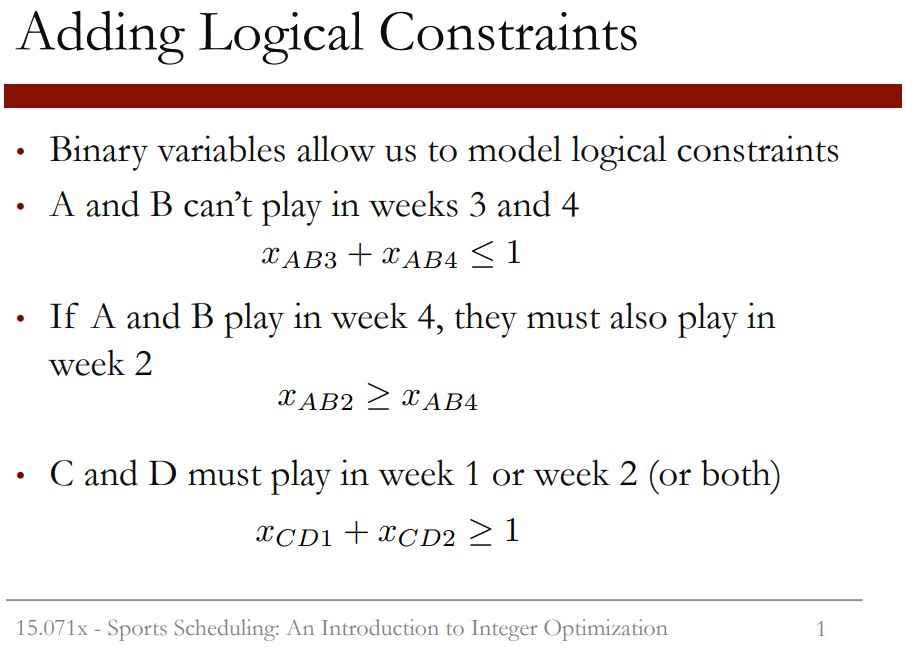 Adding Logical Constraints
• Binary variables allow us to model logical constraints
• A and B can’t play in weeks 3 and 4
x_{AB3} + x_{AB4} ≤ 1
• If A and B play in week 4, they must also play in
week 2
x_{AB2} ≥ x_{AB4}
• C and D must play in week 1 or week 2 (or both)
x_{CD1} + x_{CD2} ≥ 1
15.071x - Sports Scheduling: An Introduction to Integer Optimization 1